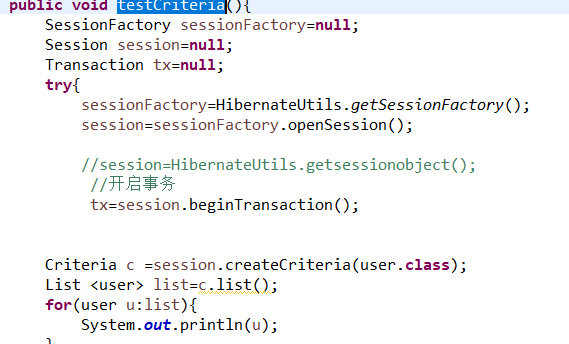 public void testCriteria(){
SessionFactory sessionFactory=null;
Session session=null;
Transaction tx=null;
try{
sessionFactory=HibernateUtils.getSessionFactory();
session=sessionFactory.openSession();
//session=HibernateUtils.getsessionobject();
//开启事务
tx=session.beginTransaction();
Criteria c =session.createCriteria(user.class);
List <user> list=c.list();
for(user u:list){
System.out.println(u);
}